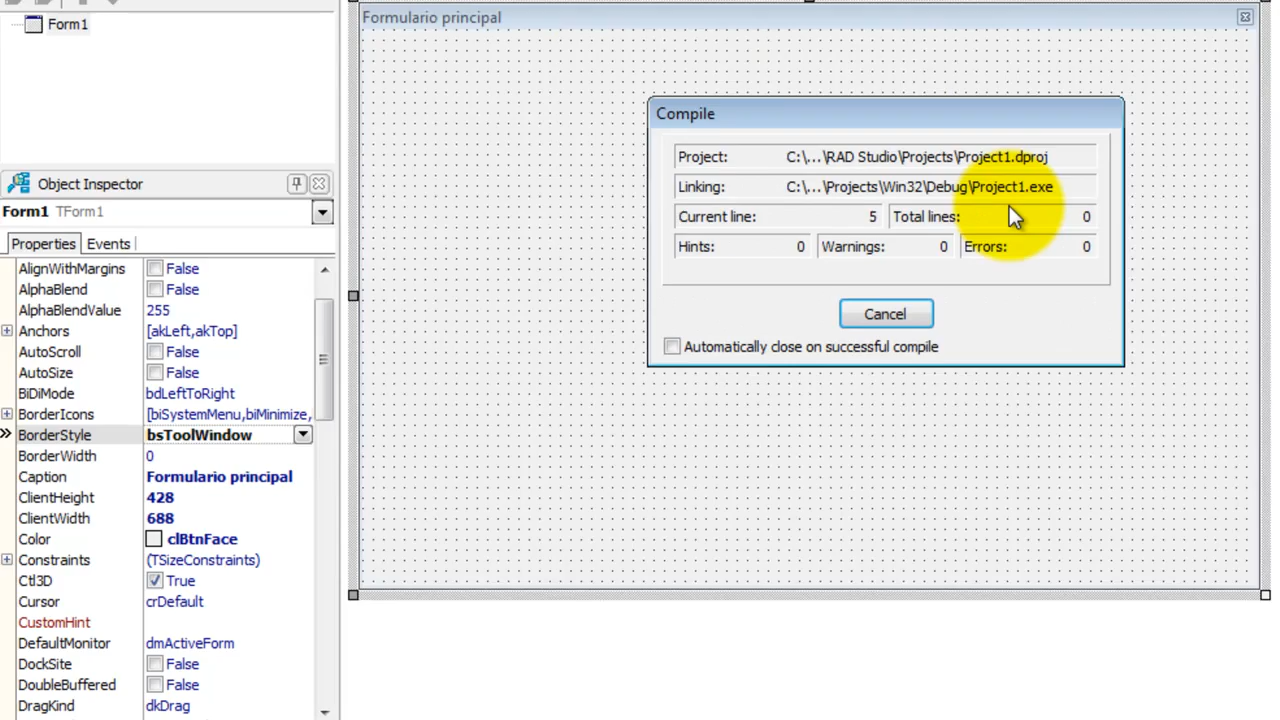 Form1
Formulario principal
Compile
Project: C:\...\RAD Studio\Projects\Project1.dproj
Linking: C:\...\Projects\Win32\Debug\Project1.exe
Current line: 5 Total lines: 0
Hints: 0 Warnings: 0 Errors: 0
Cancel
Automatically close on successful compile
Object Inspector
Form1 TForm1
Properties Events
AlignWithMargins False
AlphaBlend False
AlphaBlendValue 255
Anchors [akLeft,akTop]
AutoScroll False
AutoSize False
BiDiMode bdLeftToRight
BorderIcons [biSystemMenu,biMinimize,
BorderStyle bsToolWindow
BorderWidth 0
Caption Formulario principal
ClientHeight 428
ClientWidth 688
Color clBtnFace
Constraints (TSizeConstraints)
Ctl3D True
Cursor crDefault
CustomHint
DefaultMonitor dmActiveForm
DockSite False
DoubleBuffered False
DragKind dkDrag